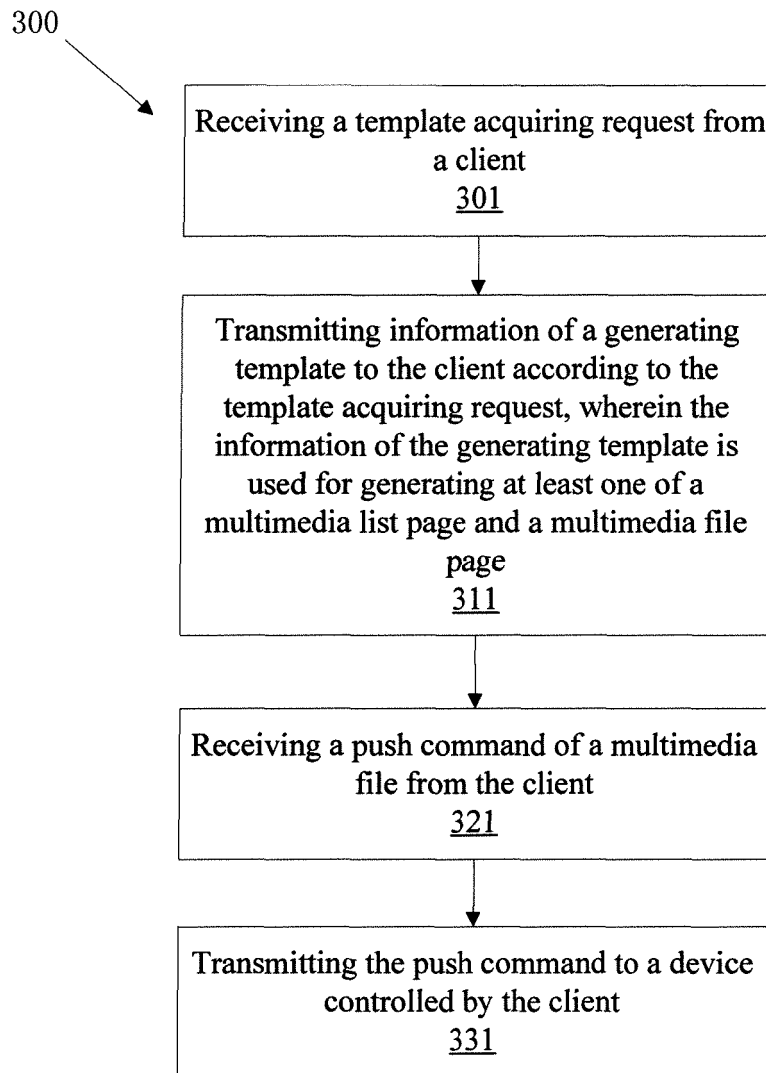 300
Receiving a template acquiring request from
a client
301
Transmitting information of a generating
template to the client according to the
template acquiring request, wherein the
information of the generating template is
used for generating at least one of a
multimedia list page and a multimedia file
page
311
Receiving a push command of a multimedia
file from the client
321
Transmitting the push command to a device
controlled by the client
331